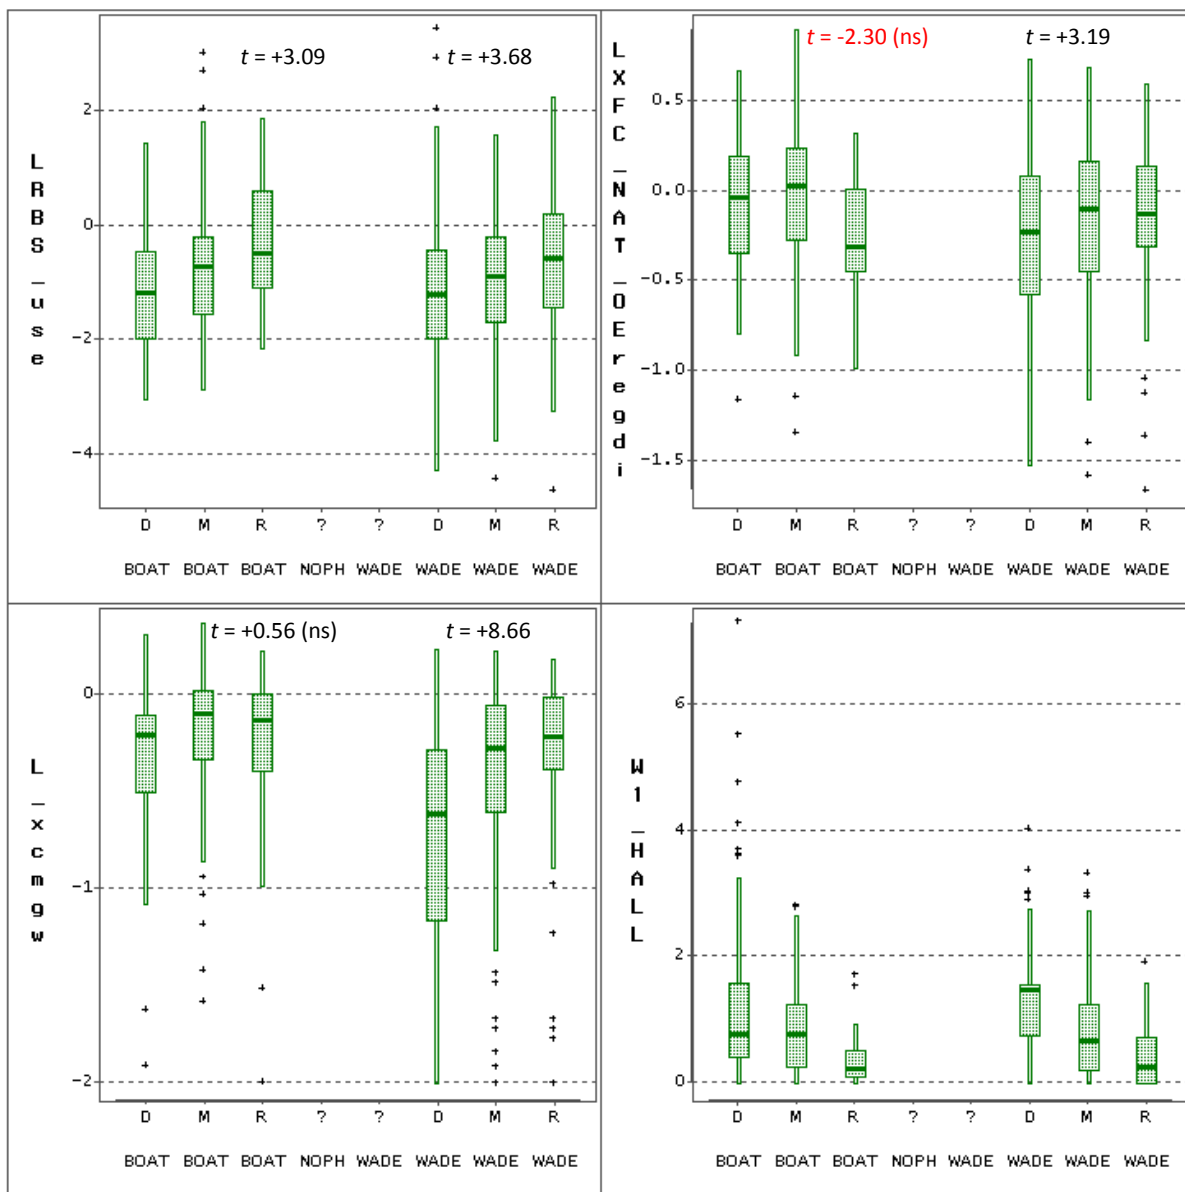 t = +3.09
t = +3.68
LRBS_use
2
0
-2
-4
D M R ? ? D M R
BOAT BOAT BOAT NOPH WADE WADE WADE WADE
t = -2.30 (ns)
t = +3.19
LXFC_NAT_OEregdi
0.5
0.0
-0.5
-1.0
-1.5
D M R ? ? D M R
BOAT BOAT BOAT NOPH WADE WADE WADE WADE
t = +0.56 (ns)
t = +8.66
L_xcmgw
0
-1
-2
D M R ? ? D M R
BOAT BOAT BOAT NOPH WADE WADE WADE WADE
W1_HALL
6
4
2
0
D M R ? ? D M R
BOAT BOAT BOAT NOPH WADE WADE WADE WADE